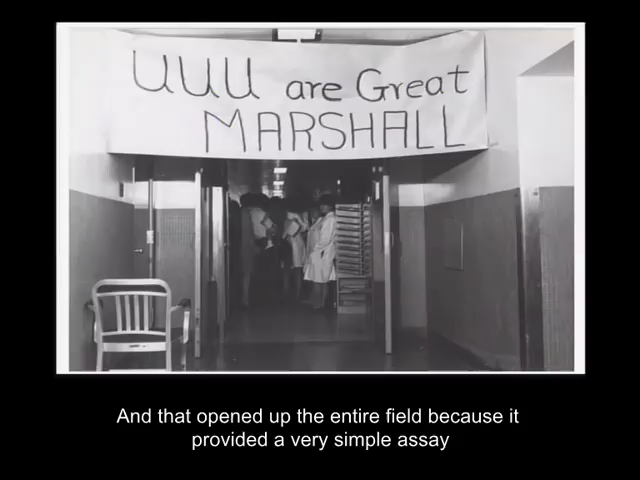 UUU are Great
MARSHALL
And that opened up the entire field because it
provided a very simple assay